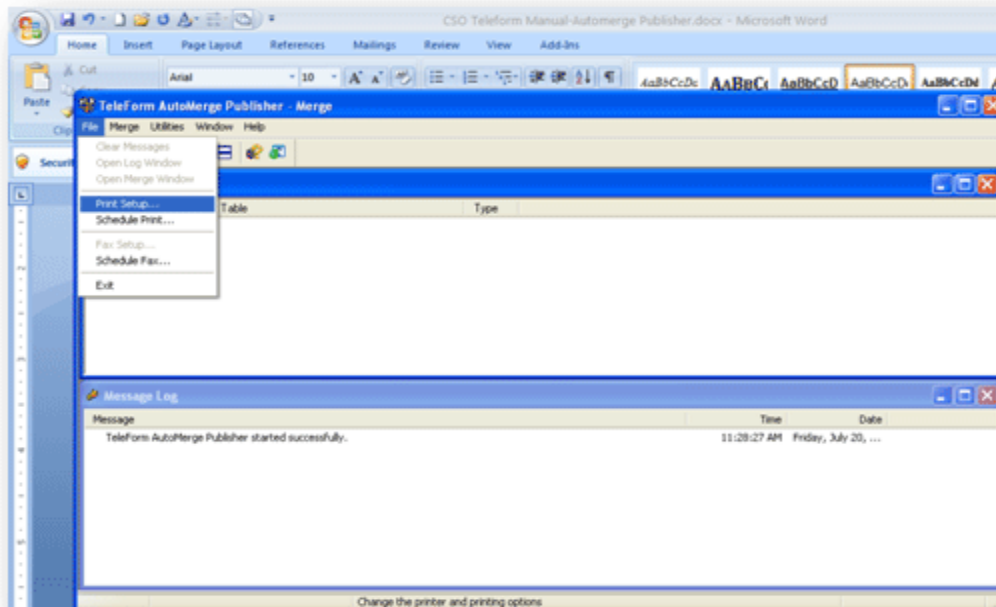 CSO Teleform Manual-Automerge Publisher.docx - Microsoft Word
Home Insert Page Layout References Mailings Review View Add-Ins
Cut
Arial 10 AaBbCcDc AABBCC AaBbCcD AaBbCcDi AaBbCcDd
Paste
TeleForm AutoMerge Publisher - Merge
Clip
File Merge Utilities Window Help
Clear Messages
Open Log Window
Open Merge Window
Securit
Print Setup...
Schedule Print...
Table Type
Fax Setup...
Schedule Fax...
Exit
Message Log
Message Time Date
TeleForm AutoMerge Publisher started successfully. 11:28:27 AM Friday, July 20, ...
Change the printer and printing options